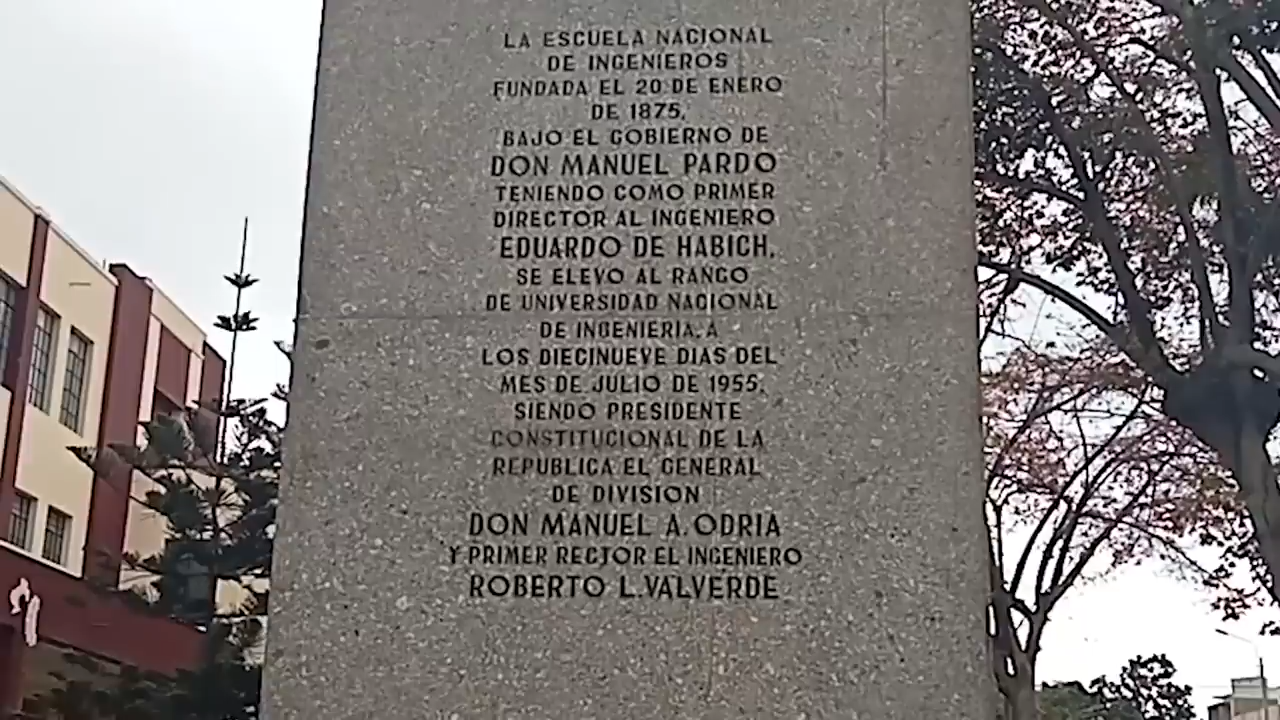 LA ESCUELA NACIONAL
DE INGENIEROS
FUNDADA EL 20 DE ENERO
DE 1875,
BAJO EL GOBIERNO DE
DON MANUEL PARDO
TENIENDO COMO PRIMER
DIRECTOR AL INGENIERO
EDUARDO DE HABICH,
SE ELEVO AL RANGO
DE UNIVERSIDAD NACIONAL
DE INGENIERIA, A
LOS DIECINUEVE DIAS DEL
MES DE JULIO DE 1955,
SIENDO PRESIDENTE
CONSTITUCIONAL DE LA
REPUBLICA EL GENERAL
DE DIVISION
DON MANUEL A. ODRIA
Y PRIMER RECTOR EL INGENIERO
ROBERTO L. VALVERDE